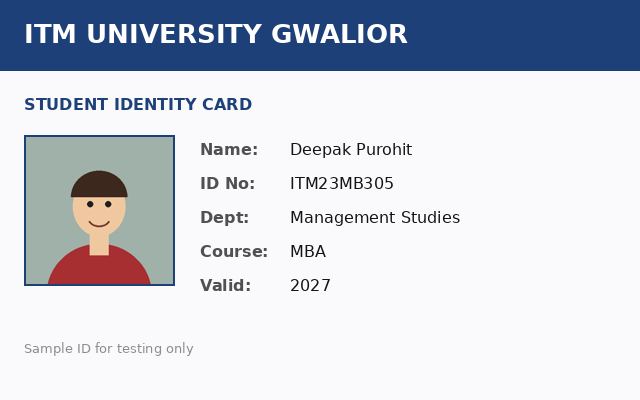 ITM UNIVERSITY GWALIOR
STUDENT IDENTITY CARD
Name: Deepak Purohit
ID No: ITM23MB305
Dept: Management Studies
Course: MBA
Valid: 2027
Sample ID for testing only